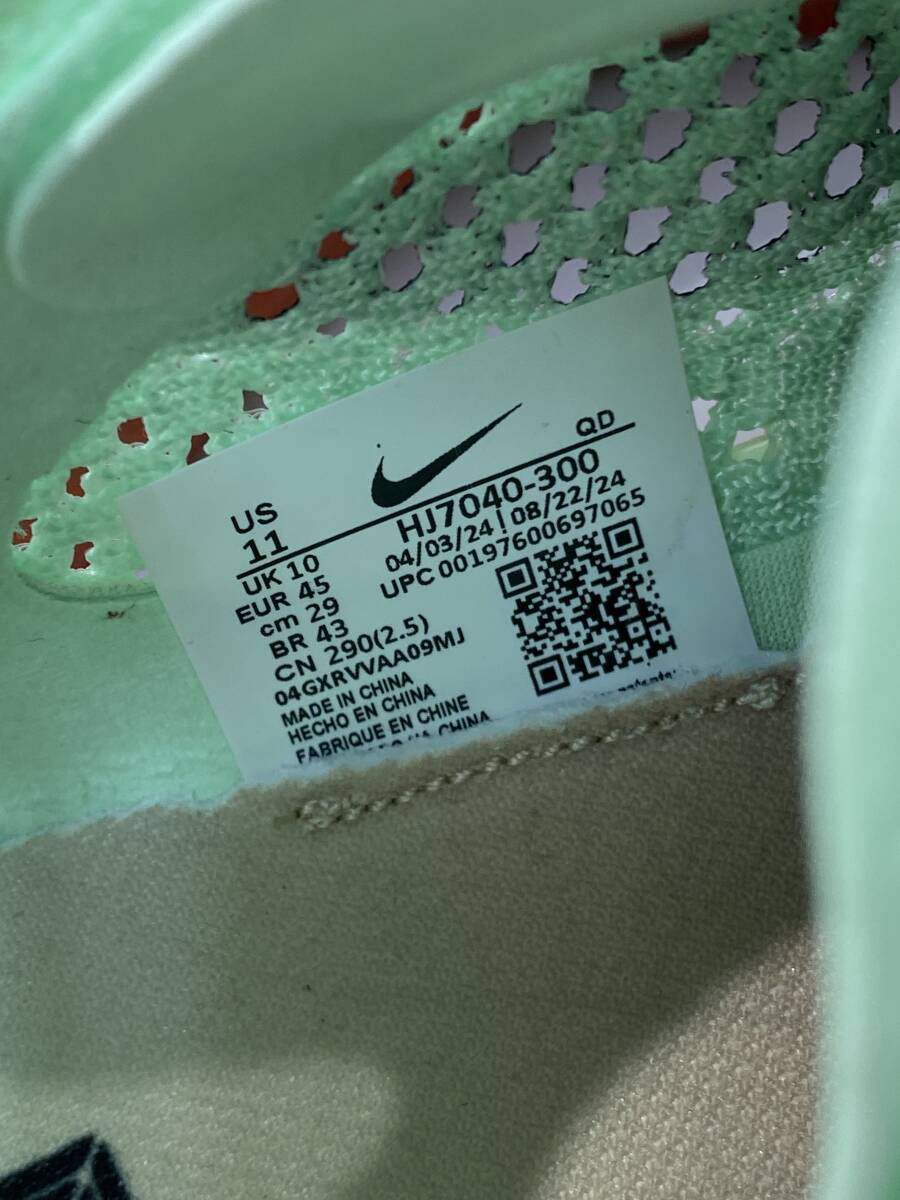 QD
US
11
HJ7040-300
04/03/24 | 08/22/24
UPC 00197600697065
UK 10
EUR 45
cm 29
BR 43
CN 290(2.5)
04GXRVVAA09MJ
MADE IN CHINA
HECHO EN CHINA
FABRIQUE EN CHINE
CHINA